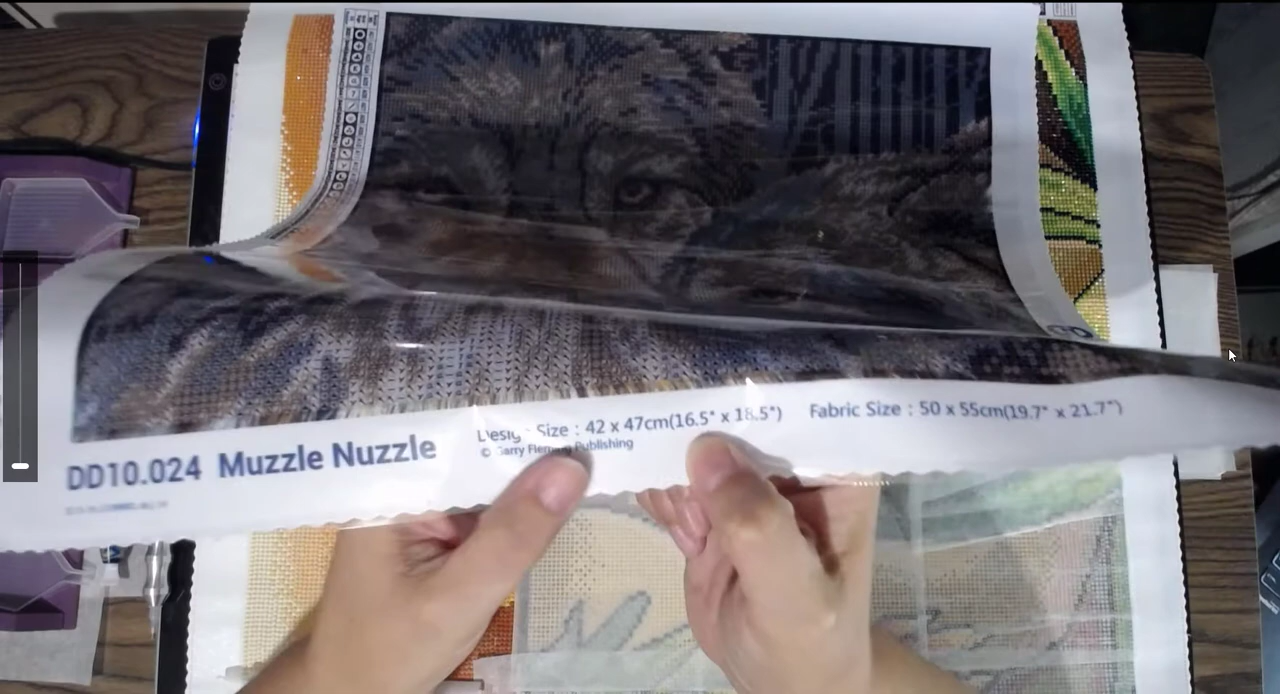 DD10.024 Muzzle Nuzzle
Size : 42 x 47cm(16.5" x 18.5")
Fabric Size : 50 x 55cm(19.7" x 21.7")
© Publishing